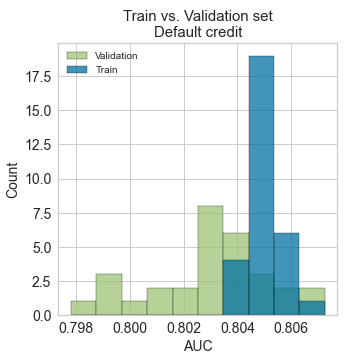 Train vs. Validation set
Default credit
Validation
Train
17.5
15.0
12.5
10.0
7.5
5.0
2.5
0.0
Count
0.798 0.800 0.802 0.804 0.806
AUC